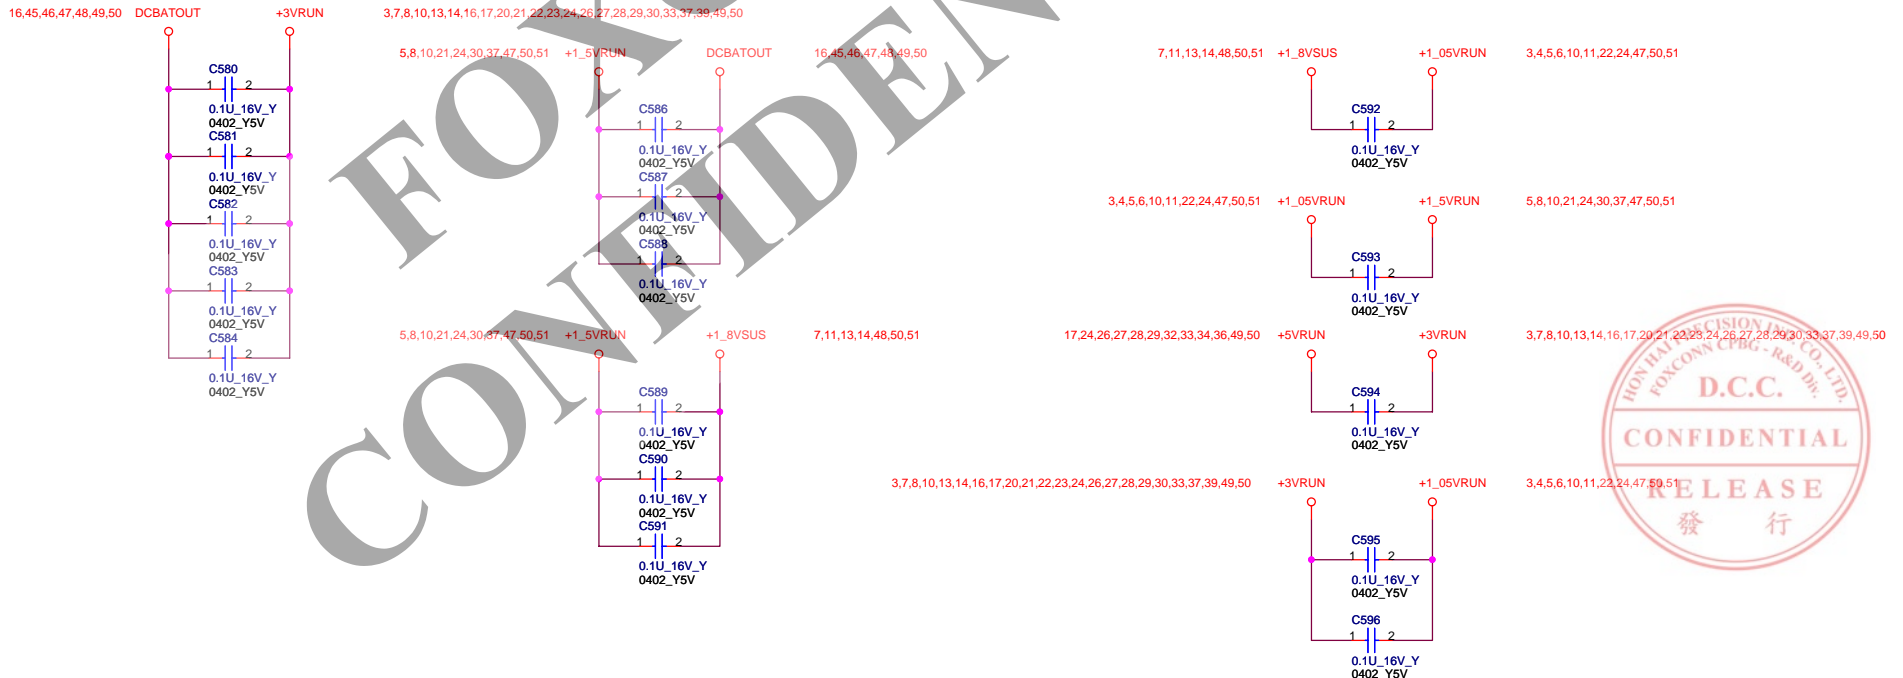 16,45,46,47,48,49,50 DCBATOUT +3VRUN 3,7,8,10,13,14,16,17,20,21,22,23,24,26,27,28,29,30,33,37,39,49,50
C580
1 2
0.1U_16V_Y
0402_Y5V
C581
1 2
0.1U_16V_Y
0402_Y5V
C582
1 2
0.1U_16V_Y
0402_Y5V
C583
1 2
0.1U_16V_Y
0402_Y5V
C584
1 2
0.1U_16V_Y
0402_Y5V
5,8,10,21,24,30,37,47,50,51 +1_5VRUN DCBATOUT 16,45,46,47,48,49,50
C586
1 2
0.1U_16V_Y
0402_Y5V
C587
1 2
0.1U_16V_Y
0402_Y5V
C588
1 2
0.1U_16V_Y
0402_Y5V
5,8,10,21,24,30,37,47,50,51 +1_5VRUN +1_8VSUS 7,11,13,14,48,50,51
C589
1 2
0.1U_16V_Y
0402_Y5V
C590
1 2
0.1U_16V_Y
0402_Y5V
C591
1 2
0.1U_16V_Y
0402_Y5V
7,11,13,14,48,50,51 +1_8VSUS +1_05VRUN 3,4,5,6,10,11,22,24,47,50,51
C592
1 2
0.1U_16V_Y
0402_Y5V
3,4,5,6,10,11,22,24,47,50,51 +1_05VRUN +1_5VRUN 5,8,10,21,24,30,37,47,50,51
C593
1 2
0.1U_16V_Y
0402_Y5V
17,24,26,27,28,29,32,33,34,36,49,50 +5VRUN +3VRUN 3,7,8,10,13,14,16,17,20,21,22,23,24,26,27,28,29,30,33,37,39,49,50
C594
1 2
0.1U_16V_Y
0402_Y5V
3,7,8,10,13,14,16,17,20,21,22,23,24,26,27,28,29,30,33,37,39,49,50 +3VRUN +1_05VRUN 3,4,5,6,10,11,22,24,47,50,51
C595
1 2
0.1U_16V_Y
0402_Y5V
C596
1 2
0.1U_16V_Y
0402_Y5V
HON HAI PRECISION IND. CO., LTD.
FOXCONN CPBG - R&D Div.
D.C.C.
CONFIDENTIAL
RELEASE
發 行
FOXC
CONFIDEN